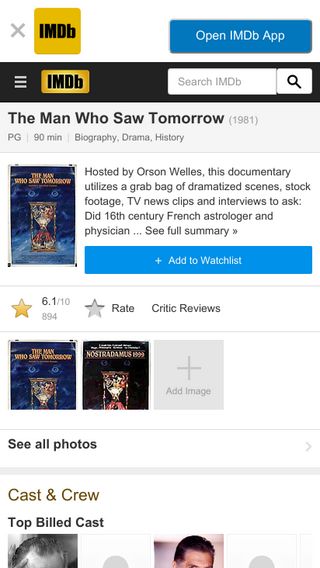 IMDb
Open IMDb App
IMDb
Search IMDb
The Man Who Saw Tomorrow (1981)
PG | 90 min | Biography, Drama, History
Hosted by Orson Welles, this documentary
utilizes a grab bag of dramatized scenes, stock
footage, TV news clips and interviews to ask:
Did 16th century French astrologer and
physician ... See full summary »
+ Add to Watchlist
THE MAN
WHO SAW TOMORROW
6.1/10
894
Rate
Critic Reviews
THE MAN
WHO SAW TOMORROW
NOSTRADAMUS 1999
Add Image
See all photos
Cast & Crew
Top Billed Cast